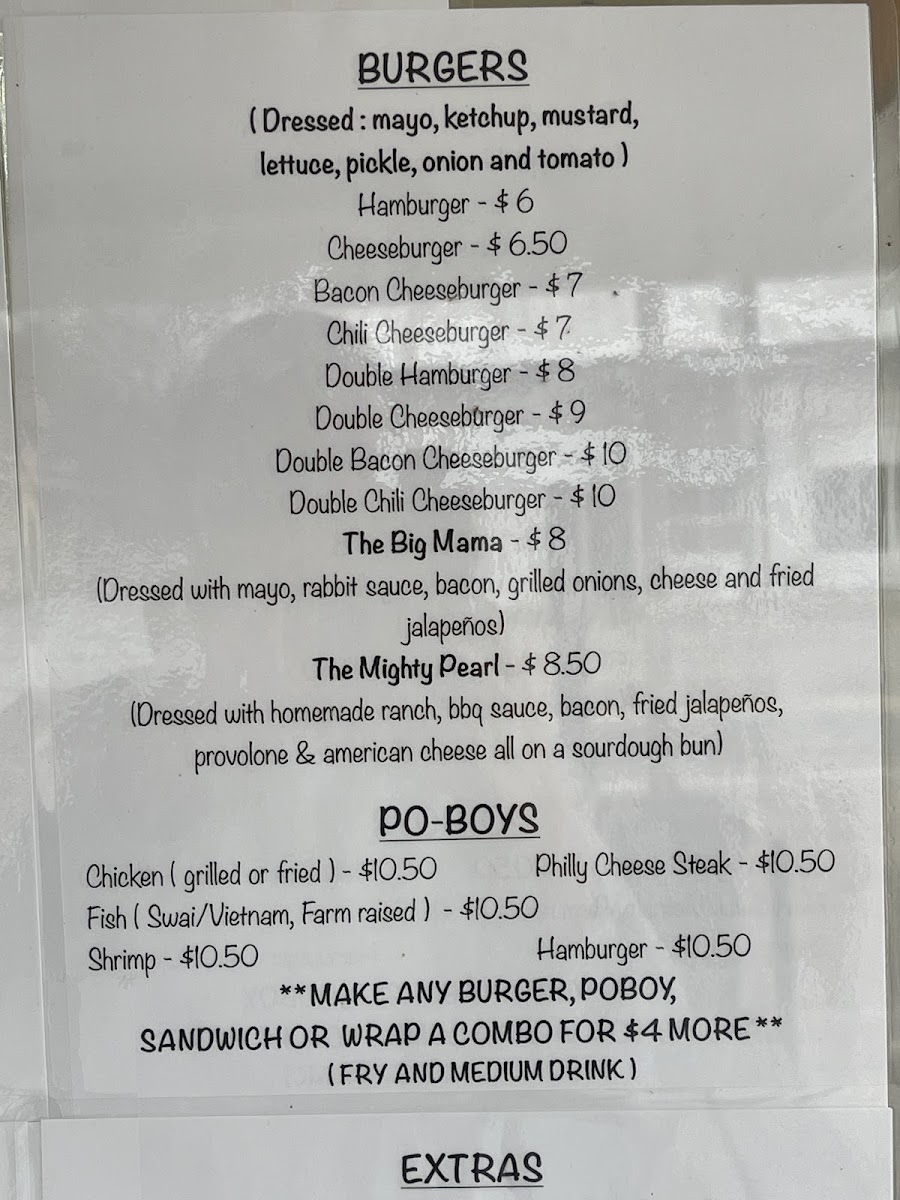 BURGERS
( Dressed : mayo, ketchup, mustard,
lettuce, pickle, onion and tomato )
Hamburger - $ 6
Cheeseburger - $ 6.50
Bacon Cheeseburger - $ 7
Chili Cheeseburger - $ 7
Double Hamburger - $ 8
Double Cheeseburger - $ 9
Double Bacon Cheeseburger - $ 10
Double Chili Cheeseburger - $ 10
The Big Mama - $ 8
(Dressed with mayo, rabbit sauce, bacon, grilled onions, cheese and fried
jalapeños)
The Mighty Pearl - $ 8.50
(Dressed with homemade ranch, bbq sauce, bacon, fried jalapeños,
provolone & american cheese all on a sourdough bun)
PO-BOYS
Chicken ( grilled or fried ) - $10.50 Philly Cheese Steak - $10.50
Fish ( Swai/Vietnam, Farm raised ) - $10.50
Shrimp - $10.50 Hamburger - $10.50
**MAKE ANY BURGER, POBOY,
SANDWICH OR WRAP A COMBO FOR $4 MORE**
(FRY AND MEDIUM DRINK)
EXTRAS